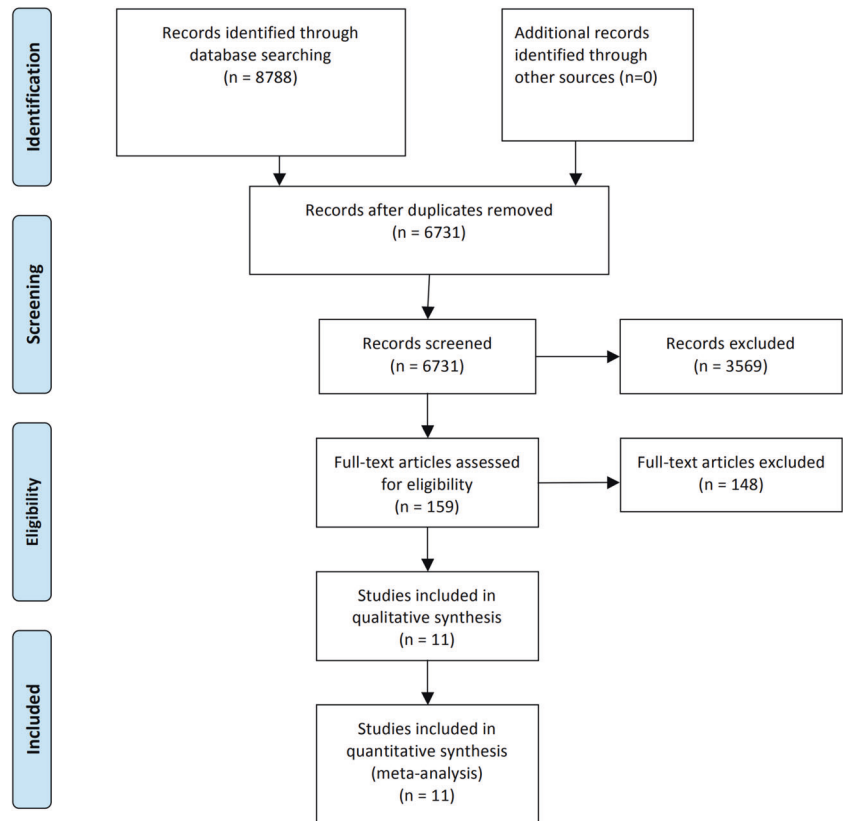 Identification
Records identified through
database searching
(n = 8788)
Additional records
identified through
other sources (n=0)
Records after duplicates removed
(n = 6731)
Screening
Records screened
(n = 6731)
Records excluded
(n = 3569)
Eligibility
Full-text articles assessed
for eligibility
(n = 159)
Full-text articles excluded
(n = 148)
Studies included in
qualitative synthesis
(n = 11)
Included
Studies included in
quantitative synthesis
(meta-analysis)
(n = 11)